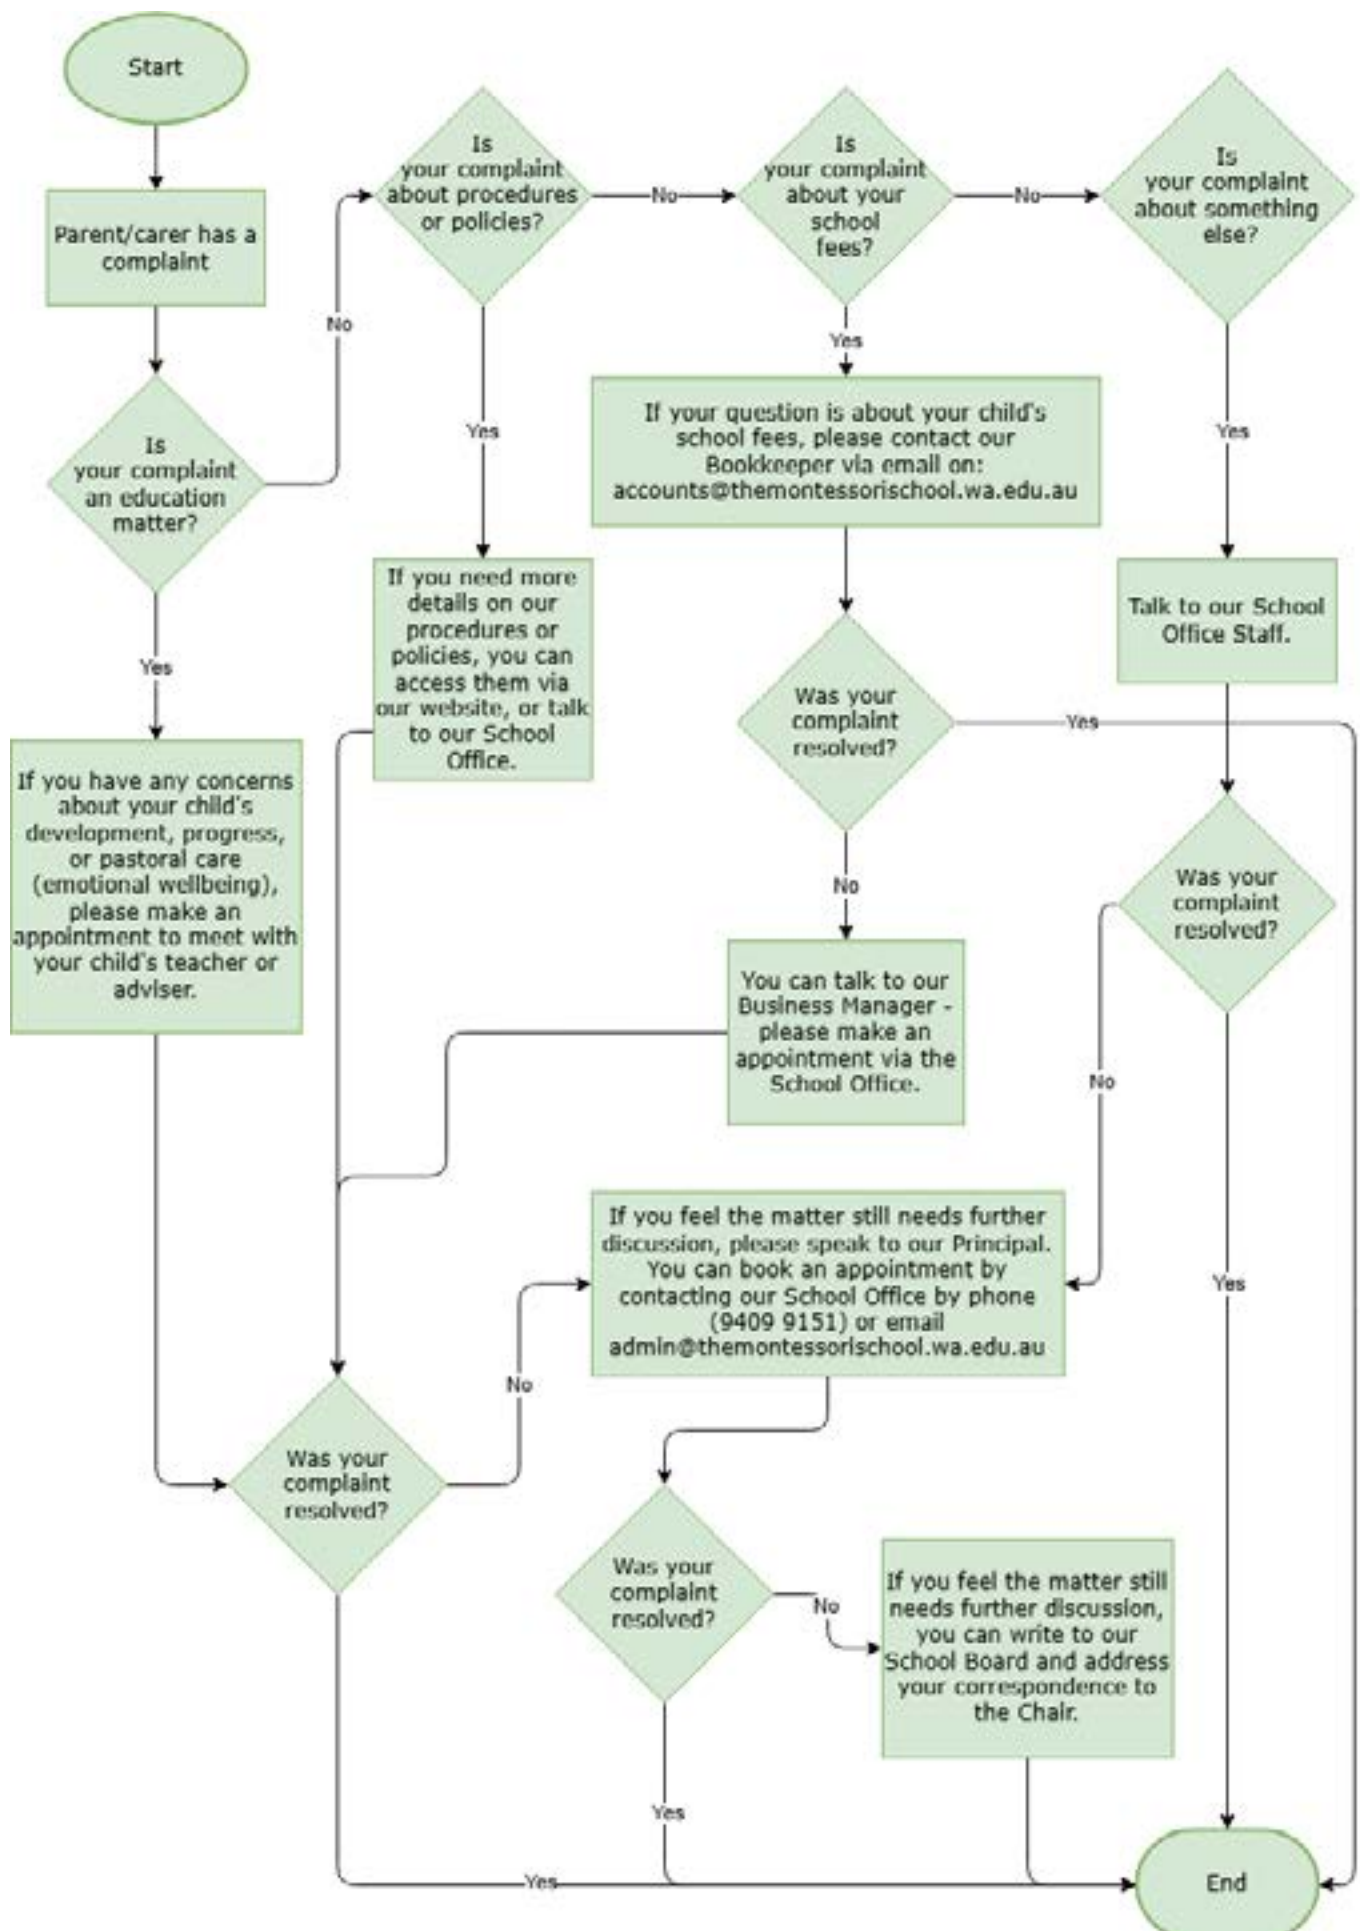 Start
Parent/carer has a
complaint
Is
your complaint
an education
matter?
No
Yes
If you have any concerns
about your child's
development, progress,
or pastoral care
(emotional wellbeing),
please make an
appointment to meet with
your child's teacher or
adviser.
Is
your complaint
about procedures
or policies?
No
Yes
If you need more
details on our
procedures or
policies, you can
access them via
our website, or talk
to our School
Office.
Is
your complaint
about your
school
fees?
No
Yes
If your question is about your child's
school fees, please contact our
Bookkeeper via email on:
accounts@themontessorischool.wa.edu.au
Was your
complaint
resolved?
Yes
No
You can talk to our
Business Manager -
please make an
appointment via the
School Office.
Is
your complaint
about something
else?
Yes
Talk to our School
Office Staff.
Was your
complaint
resolved?
No
Yes
If you feel the matter still needs further
discussion, please speak to our Principal.
You can book an appointment by
contacting our School Office by phone
(9409 9151) or email
admin@themontessorischool.wa.edu.au
Was your
complaint
resolved?
No
Yes
Was your
complaint
resolved?
No
Yes
If you feel the matter still
needs further discussion,
you can write to our
School Board and address
your correspondence to
the Chair.
End